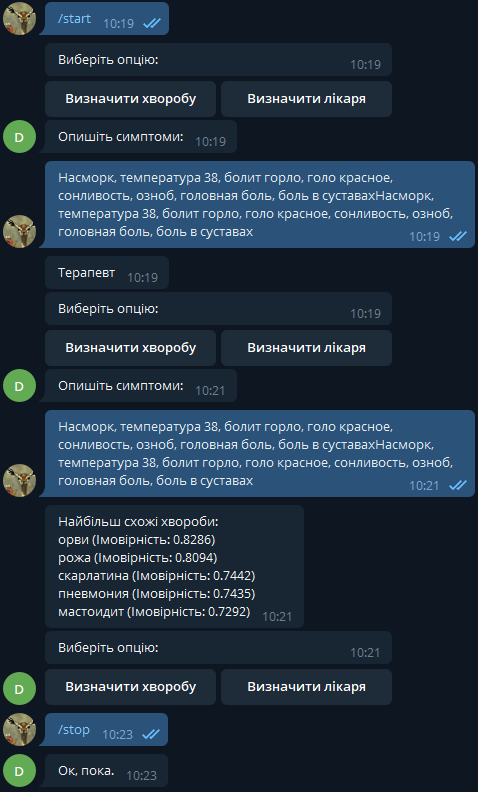 /start 10:19
Виберіть опцію: 10:19
Визначити хворобу Визначити лікаря
D
Опишіть симптоми: 10:19
Насморк, температура 38, болит горло, голо красное,
сонливость, озноб, головная боль, боль в суставахНасморк,
температура 38, болит горло, голо красное, сонливость, озноб,
головная боль, боль в суставах
10:19
Терапевт 10:19
Виберіть опцію: 10:19
Визначити хворобу Визначити лікаря
D
Опишіть симптоми: 10:21
Насморк, температура 38, болит горло, голо красное,
сонливость, озноб, головная боль, боль в суставахНасморк,
температура 38, болит горло, голо красное, сонливость, озноб,
головная боль, боль в суставах
10:21
Найбільш схожі хвороби:
орви (Імовірність: 0.8286)
рожа (Імовірність: 0.8094)
скарлатина (Імовірність: 0.7442)
пневмония (Імовірність: 0.7435)
мастоидит (Імовірність: 0.7292) 10:21
Виберіть опцію: 10:21
D
Визначити хворобу Визначити лікаря
/stop 10:23
D
Ок, пока. 10:23